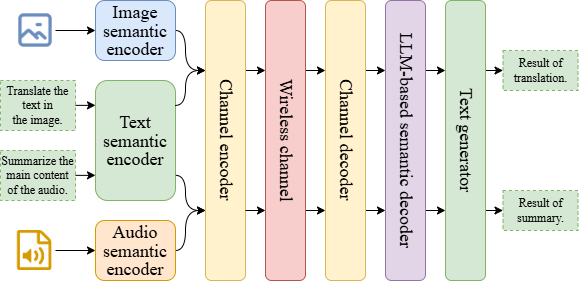 Image
semantic
encoder
Translate the
text in
the image.
Text
semantic
encoder
Summarize the
main content
of the audio.
Audio
semantic
encoder
Channel encoder
Wireless channel
Channel decoder
LLM-based semantic decoder
Text generator
Result of
translation.
Result of
summary.